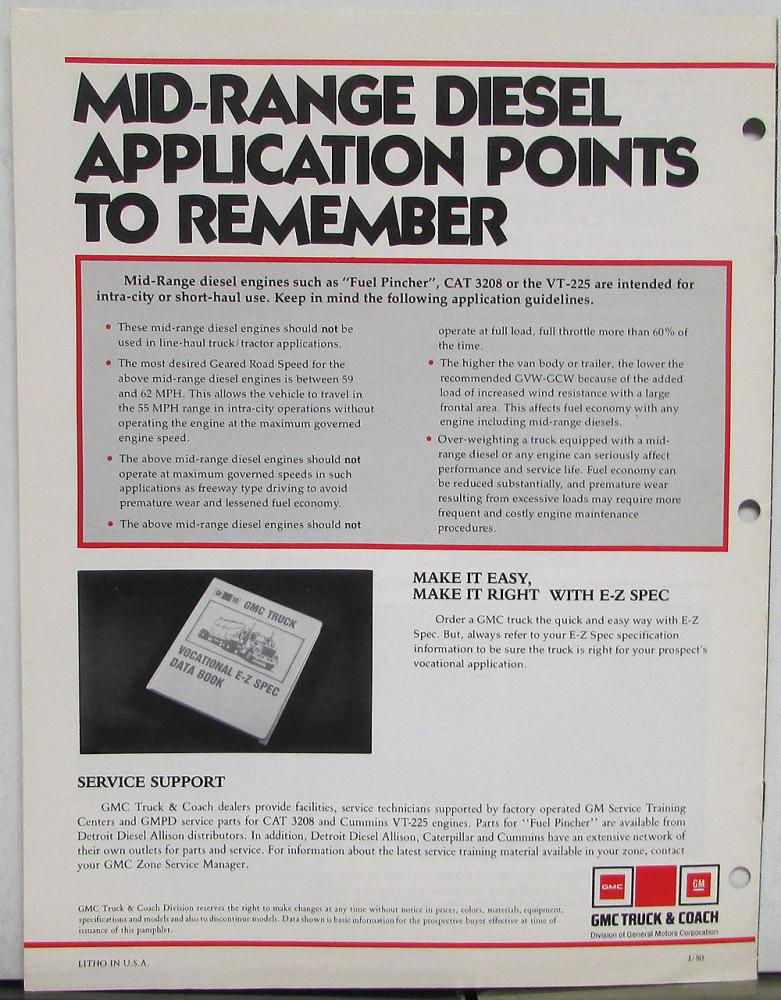 MID-RANGE DIESEL
APPLICATION POINTS
TO REMEMBER
Mid-Range diesel engines such as "Fuel Pincher", CAT 3208 or the VT-225 are intended for
intra-city or short-haul use. Keep in mind the following application guidelines.
• These mid-range diesel engines should not be
used in line-haul truck/tractor applications.
• The most desired Geared Road Speed for the
above mid-range diesel engines is between 59
and 62 MPH. This allows the vehicle to travel in
the 55 MPH range in intra-city operations without
operating the engine at the maximum governed
engine speed.
• The above mid-range diesel engines should not
operate at maximum governed speeds in such
applications as freeway type driving to avoid
premature wear and lessened fuel economy.
• The above mid-range diesel engines should not
operate at full load, full throttle more than 60% of
the time.
• The higher the van body or trailer, the lower the
recommended GVW-GCW because of the added
load of increased wind resistance with a large
frontal area. This affects fuel economy with any
engine including mid-range diesels.
• Over-weighting a truck equipped with a mid-
range diesel or any engine can seriously affect
performance and service life. Fuel economy can
be reduced substantially, and premature wear
resulting from excessive loads may require more
frequent and costly engine maintenance
procedures.
GMC TRUCK
VOCATIONAL E-Z SPEC
DATA BOOK
MAKE IT EASY,
MAKE IT RIGHT WITH E-Z SPEC
Order a GMC truck the quick and easy way with E-Z
Spec. But, always refer to your E-Z Spec specification
information to be sure the truck is right for your prospect's
vocational application.
SERVICE SUPPORT
GMC Truck & Coach dealers provide facilities, service technicians supported by factory operated GM Service Training
Centers and GMPD service parts for CAT 3208 and Cummins VT-225 engines. Parts for "Fuel Pincher" are available from
Detroit Diesel Allison distributors. In addition, Detroit Diesel Allison, Caterpillar and Cummins have an extensive network of
their own outlets for parts and service. For information about the latest service training material available in your zone, contact
your GMC Zone Service Manager.
GMC Truck & Coach Division reserves the right to make changes at any time without notice in prices, colors, materials, equipment,
specifications and models and also to discontinue models. Data shown is basic information for the prospective buyer effective at time of
issuance of this pamphlet.
GMC
GM
GMC TRUCK & COACH
Division of General Motors Corporation
LITHO IN U.S.A.
1/80